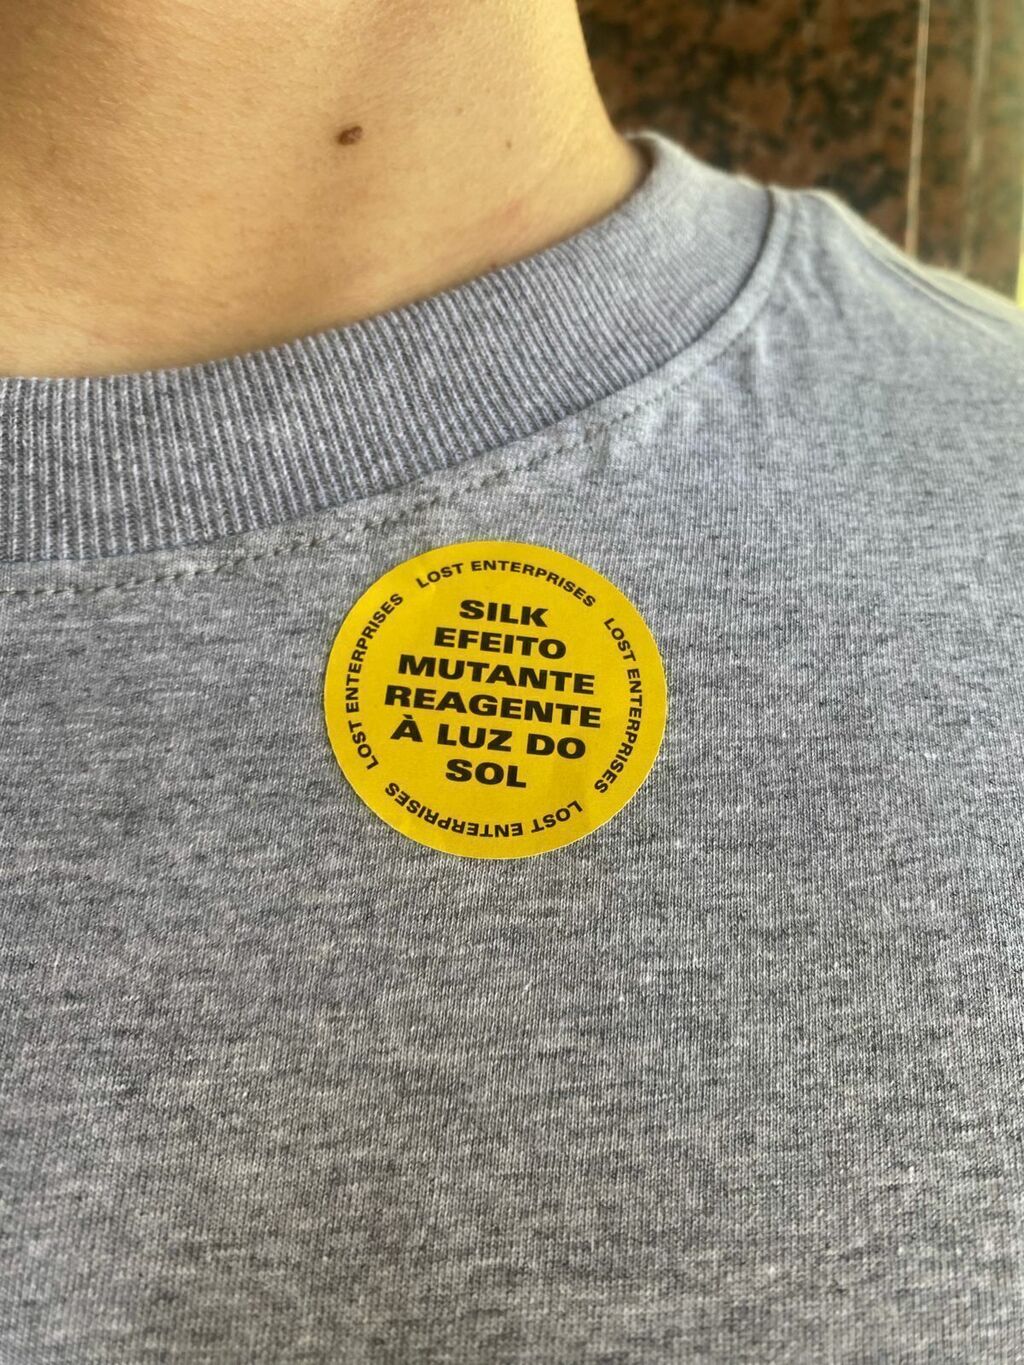 LOST ENTERPRISES
LOST ENTERPRISES
LOST ENTERPRISES
LOST ENTERPRISES
SILK
EFEITO
MUTANTE
REAGENTE
À LUZ DO
SOL